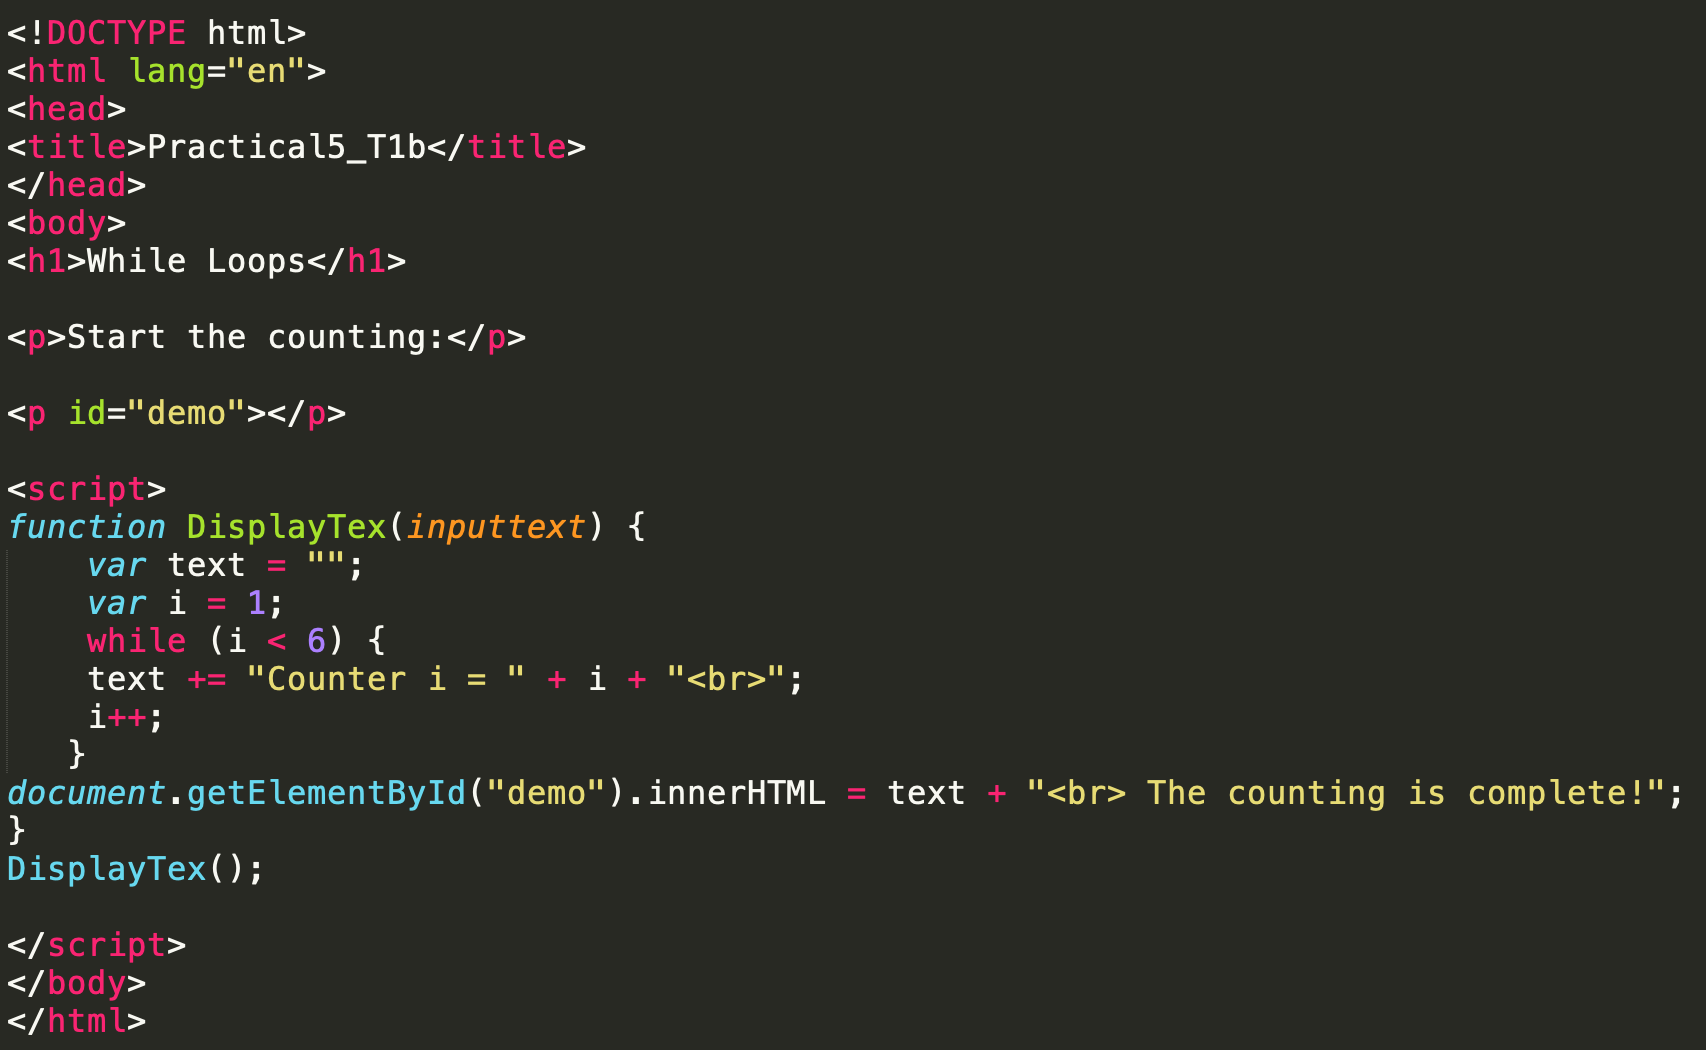 <!DOCTYPE html>
<html lang="en">
<head>
<title>Practical5_T1b</title>
</head>
<body>
<h1>While Loops</h1>
<p>Start the counting:</p>
<p id="demo"></p>
<script>
function DisplayTex(inputtext) {
    var text = "";
    var i = 1;
    while (i < 6) {
    text += "Counter i = " + i + "<br>";
    i++;
   }
document.getElementById("demo").innerHTML = text + "<br> The counting is complete!";
}
DisplayTex();
</script>
</body>
</html>